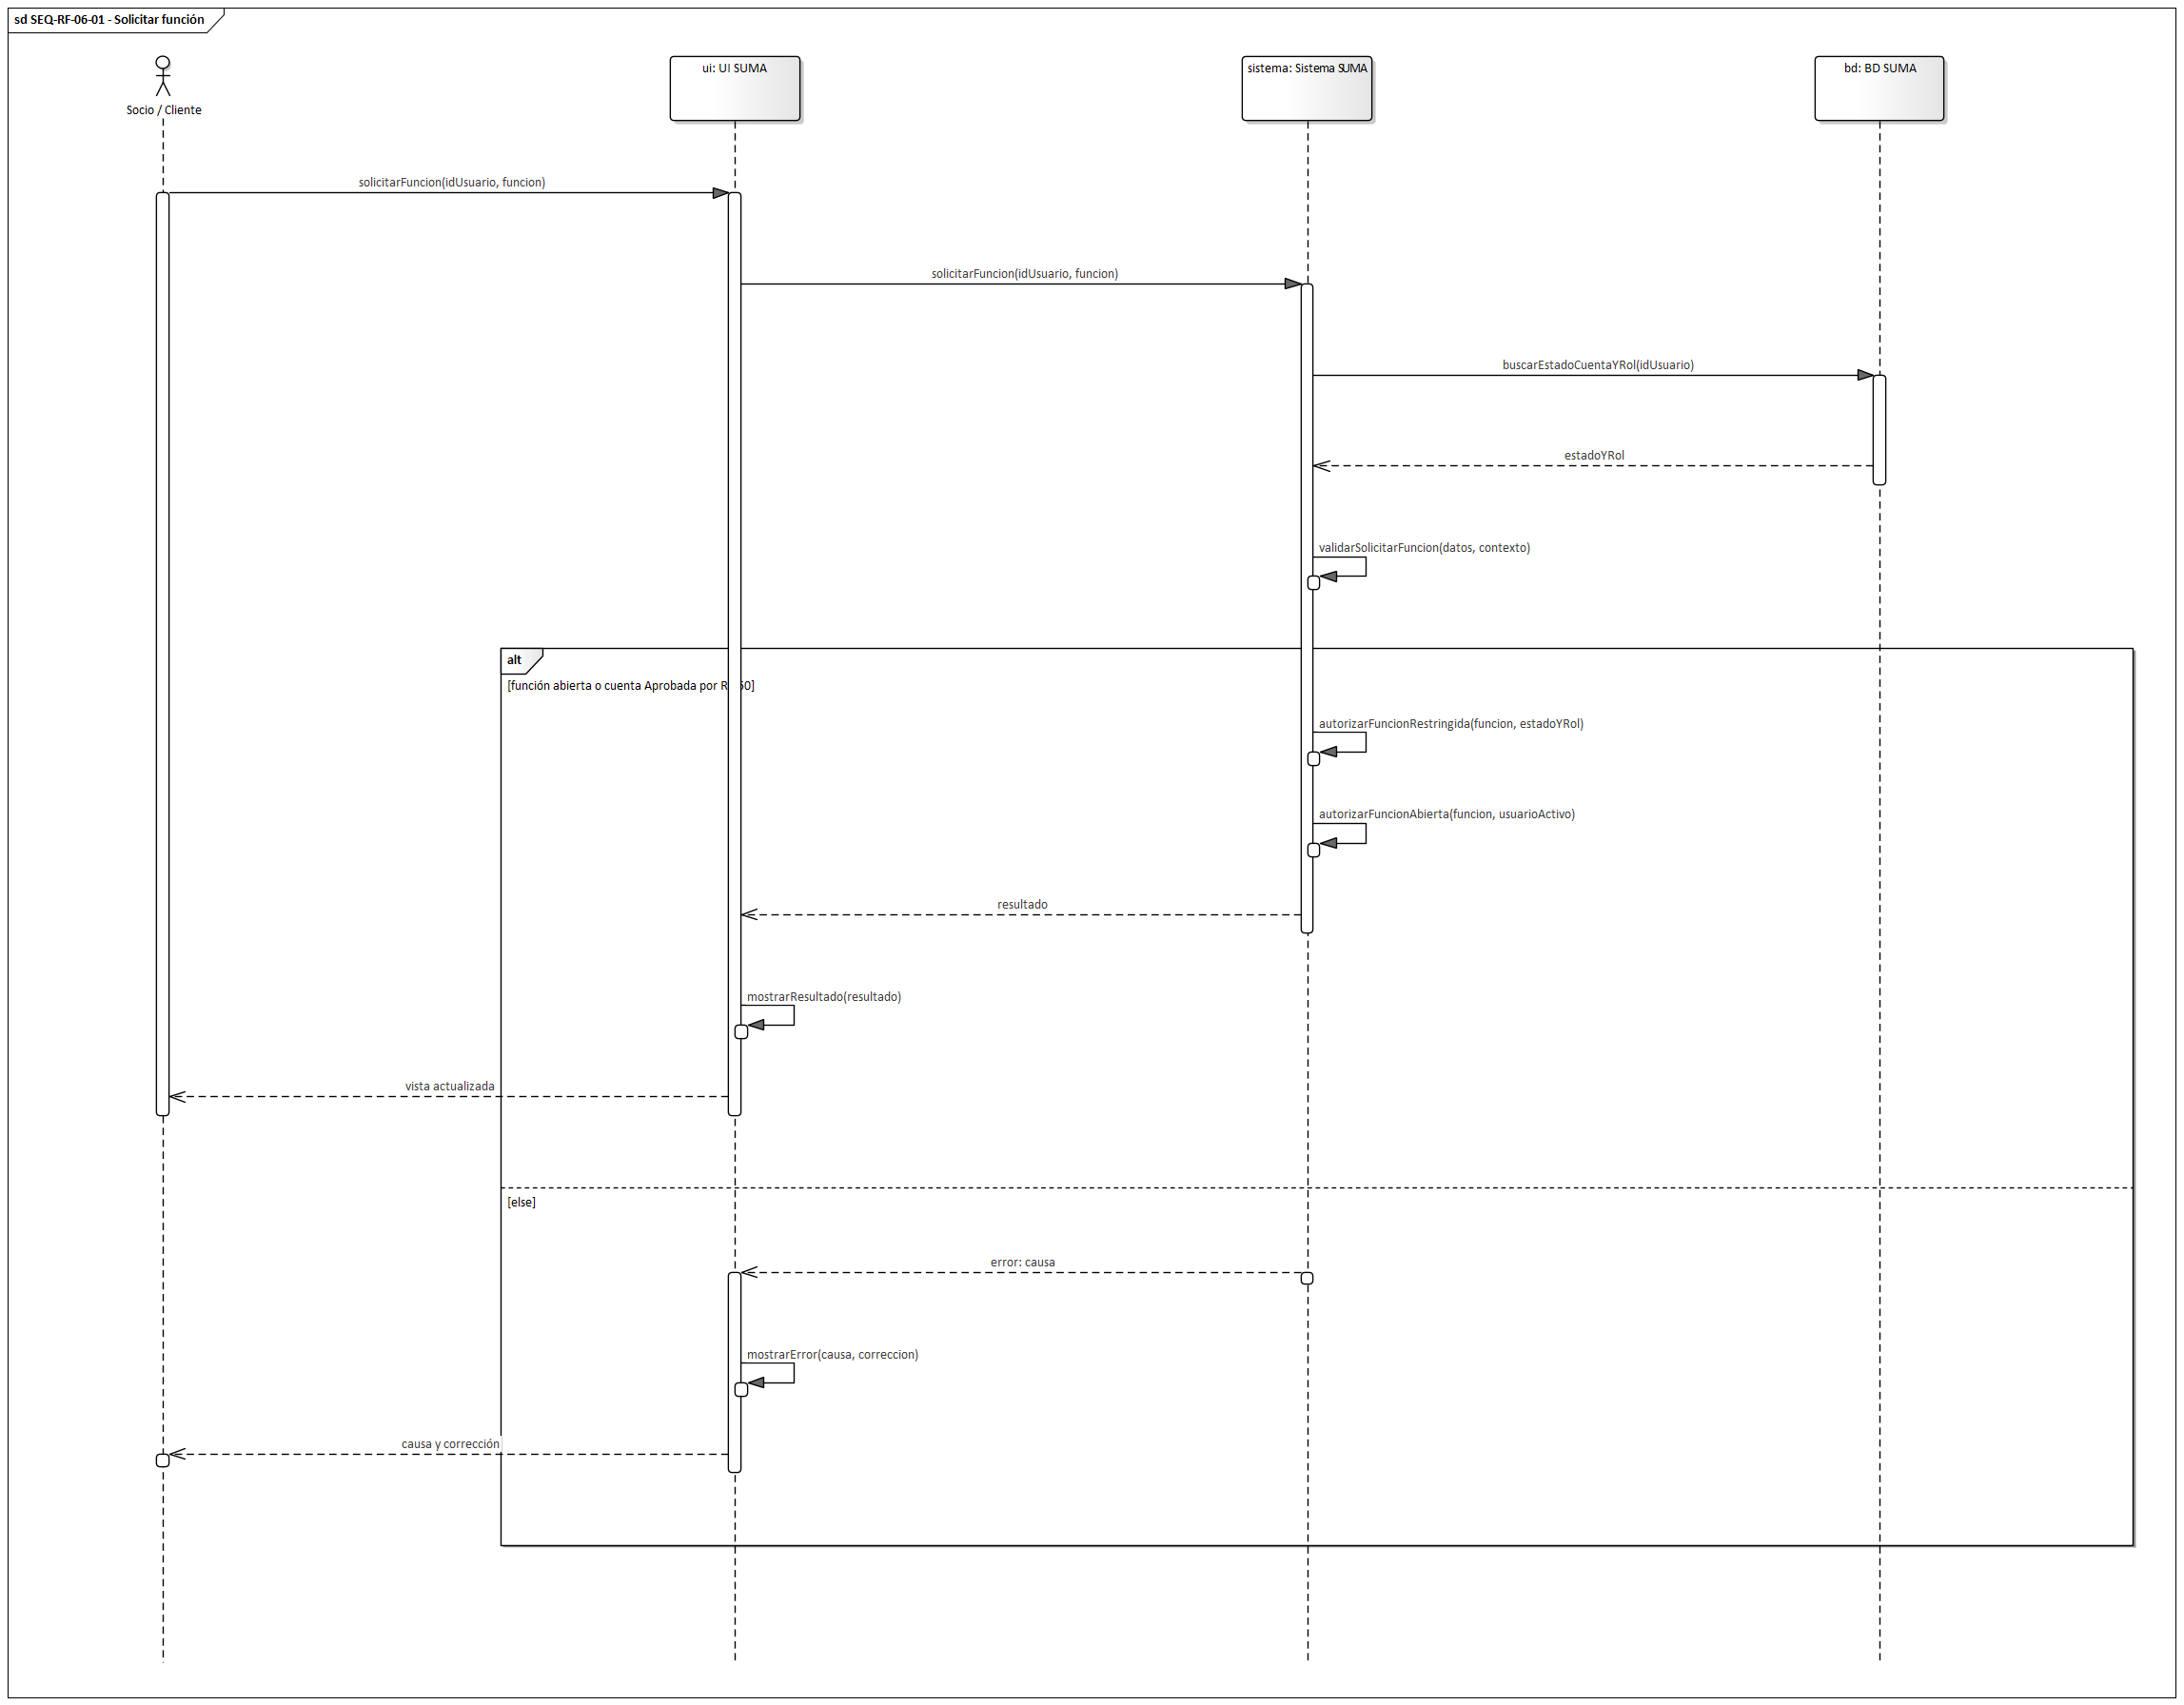 sd SEQ-RF-06-01 - Solicitar función
Socio / Cliente
ui: UI SUMA
sistema: Sistema SUMA
bd: BD SUMA
solicitarFuncion(idUsuario, funcion)
solicitarFuncion(idUsuario, funcion)
buscarEstadoCuentaYRol(idUsuario)
estadoYRol
validarSolicitarFuncion(datos, contexto)
alt
[función abierta o cuenta Aprobada por
autorizarFuncionRestringida(funcion, estadoYRol)
autorizarFuncionAbierta(funcion, usuarioActivo)
resultado
mostrarResultado(resultado)
vista actualizada
[else]
error: causa
mostrarError(causa, correccion)
causa y corrección